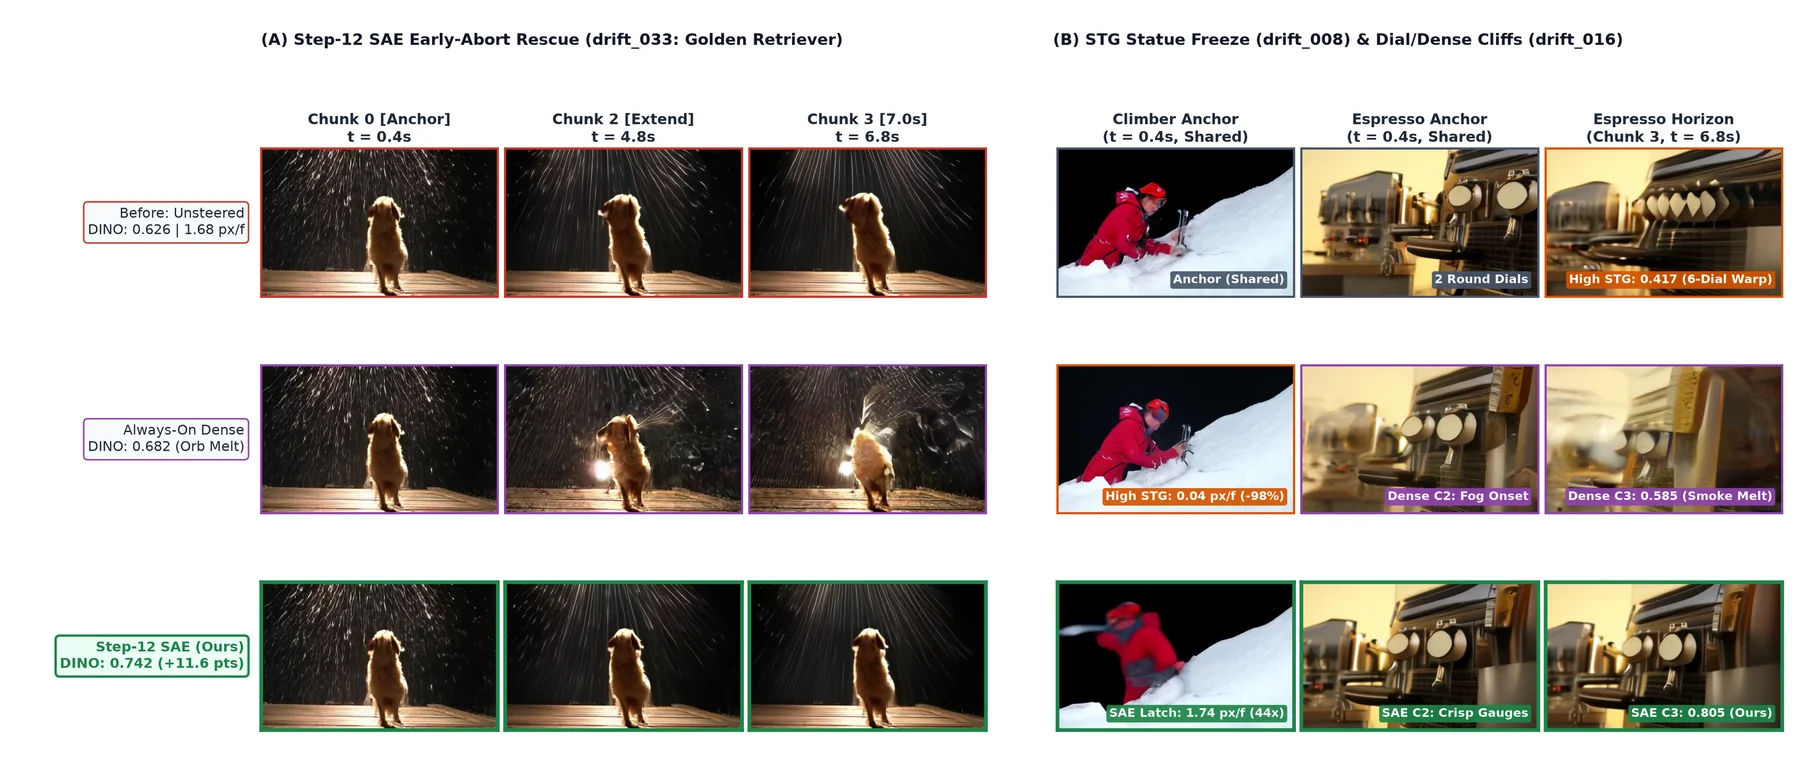 (A) Step-12 SAE Early-Abort Rescue (drift_033: Golden Retriever)
(B) STG Statue Freeze (drift_008) & Dial/Dense Cliffs (drift_016)
Chunk 0 [Anchor]
t = 0.4s
Chunk 2 [Extend]
t = 4.8s
Chunk 3 [7.0s]
t = 6.8s
Climber Anchor
(t = 0.4s, Shared)
Espresso Anchor
(t = 0.4s, Shared)
Espresso Horizon
(Chunk 3, t = 6.8s)
Before: Unsteered
DINO: 0.626 | 1.68 px/f
Anchor (Shared)
2 Round Dials
High STG: 0.417 (6-Dial Warp)
Always-On Dense
DINO: 0.682 (Orb Melt)
High STG: 0.04 px/f (-98%)
Dense C2: Fog Onset
Dense C3: 0.585 (Smoke Melt)
Step-12 SAE (Ours)
DINO: 0.742 (+11.6 pts)
SAE Latch: 1.74 px/f (44x)
SAE C2: Crisp Gauges
SAE C3: 0.805 (Ours)